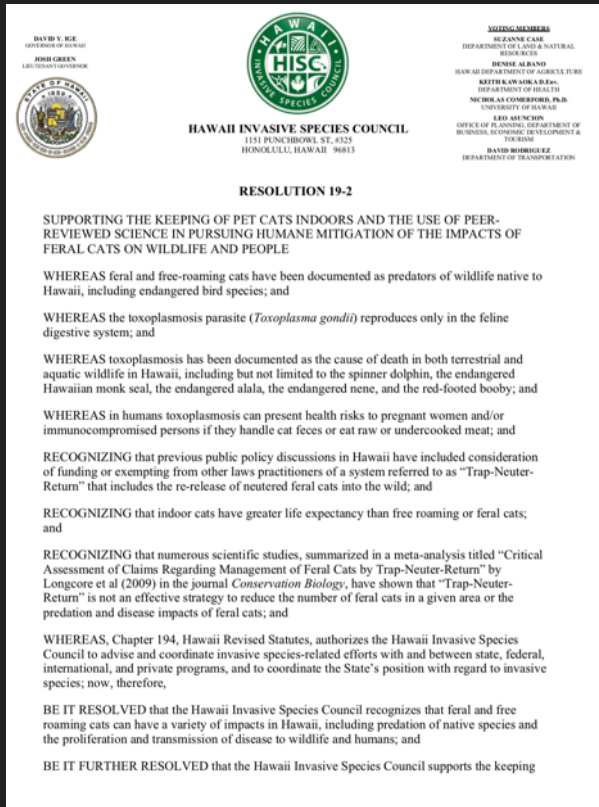 DAVID Y. IGE
GOVERNOR OF HAWAII
JOSH GREEN
LIEUTENANT GOVERNOR
STATE OF HAWAII
1959
HAWAII
HISC
INVASIVE SPECIES COUNCIL
HAWAII INVASIVE SPECIES COUNCIL
1151 PUNCHBOWL ST, #325
HONOLULU, HAWAII 96813
VOTING MEMBERS
SUZANNE CASE
DEPARTMENT OF LAND & NATURAL
RESOURCES
DENISE ALBANO
HAWAII DEPARTMENT OF AGRICULTURE
KEITH KAWAOKA D.Env.
DEPARTMENT OF HEALTH
NICHOLAS COMERFORD, Ph.D.
UNIVERSITY OF HAWAII
LEO ASUNCION
OFFICE OF PLANNING, DEPARTMENT OF
BUSINESS, ECONOMIC DEVELOPMENT &
TOURISM
DAVID RODRIGUEZ
DEPARTMENT OF TRANSPORTATION
RESOLUTION 19-2
SUPPORTING THE KEEPING OF PET CATS INDOORS AND THE USE OF PEER-
REVIEWED SCIENCE IN PURSUING HUMANE MITIGATION OF THE IMPACTS OF
FERAL CATS ON WILDLIFE AND PEOPLE
WHEREAS feral and free-roaming cats have been documented as predators of wildlife native to
Hawaii, including endangered bird species; and
WHEREAS the toxoplasmosis parasite (Toxoplasma gondii) reproduces only in the feline
digestive system; and
WHEREAS toxoplasmosis has been documented as the cause of death in both terrestrial and
aquatic wildlife in Hawaii, including but not limited to the spinner dolphin, the endangered
Hawaiian monk seal, the endangered alala, the endangered nene, and the red-footed booby; and
WHEREAS in humans toxoplasmosis can present health risks to pregnant women and/or
immunocompromised persons if they handle cat feces or eat raw or undercooked meat; and
RECOGNIZING that previous public policy discussions in Hawaii have included consideration
of funding or exempting from other laws practitioners of a system referred to as “Trap-Neuter-
Return” that includes the re-release of neutered feral cats into the wild; and
RECOGNIZING that indoor cats have greater life expectancy than free roaming or feral cats;
and
RECOGNIZING that numerous scientific studies, summarized in a meta-analysis titled “Critical
Assessment of Claims Regarding Management of Feral Cats by Trap-Neuter-Return” by
Longcore et al (2009) in the journal Conservation Biology, have shown that “Trap-Neuter-
Return” is not an effective strategy to reduce the number of feral cats in a given area or the
predation and disease impacts of feral cats; and
WHEREAS, Chapter 194, Hawaii Revised Statutes, authorizes the Hawaii Invasive Species
Council to advise and coordinate invasive species-related efforts with and between state, federal,
international, and private programs, and to coordinate the State’s position with regard to invasive
species; now, therefore,
BE IT RESOLVED that the Hawaii Invasive Species Council recognizes that feral and free
roaming cats can have a variety of impacts in Hawaii, including predation of native species and
the proliferation and transmission of disease to wildlife and humans; and
BE IT FURTHER RESOLVED that the Hawaii Invasive Species Council supports the keeping